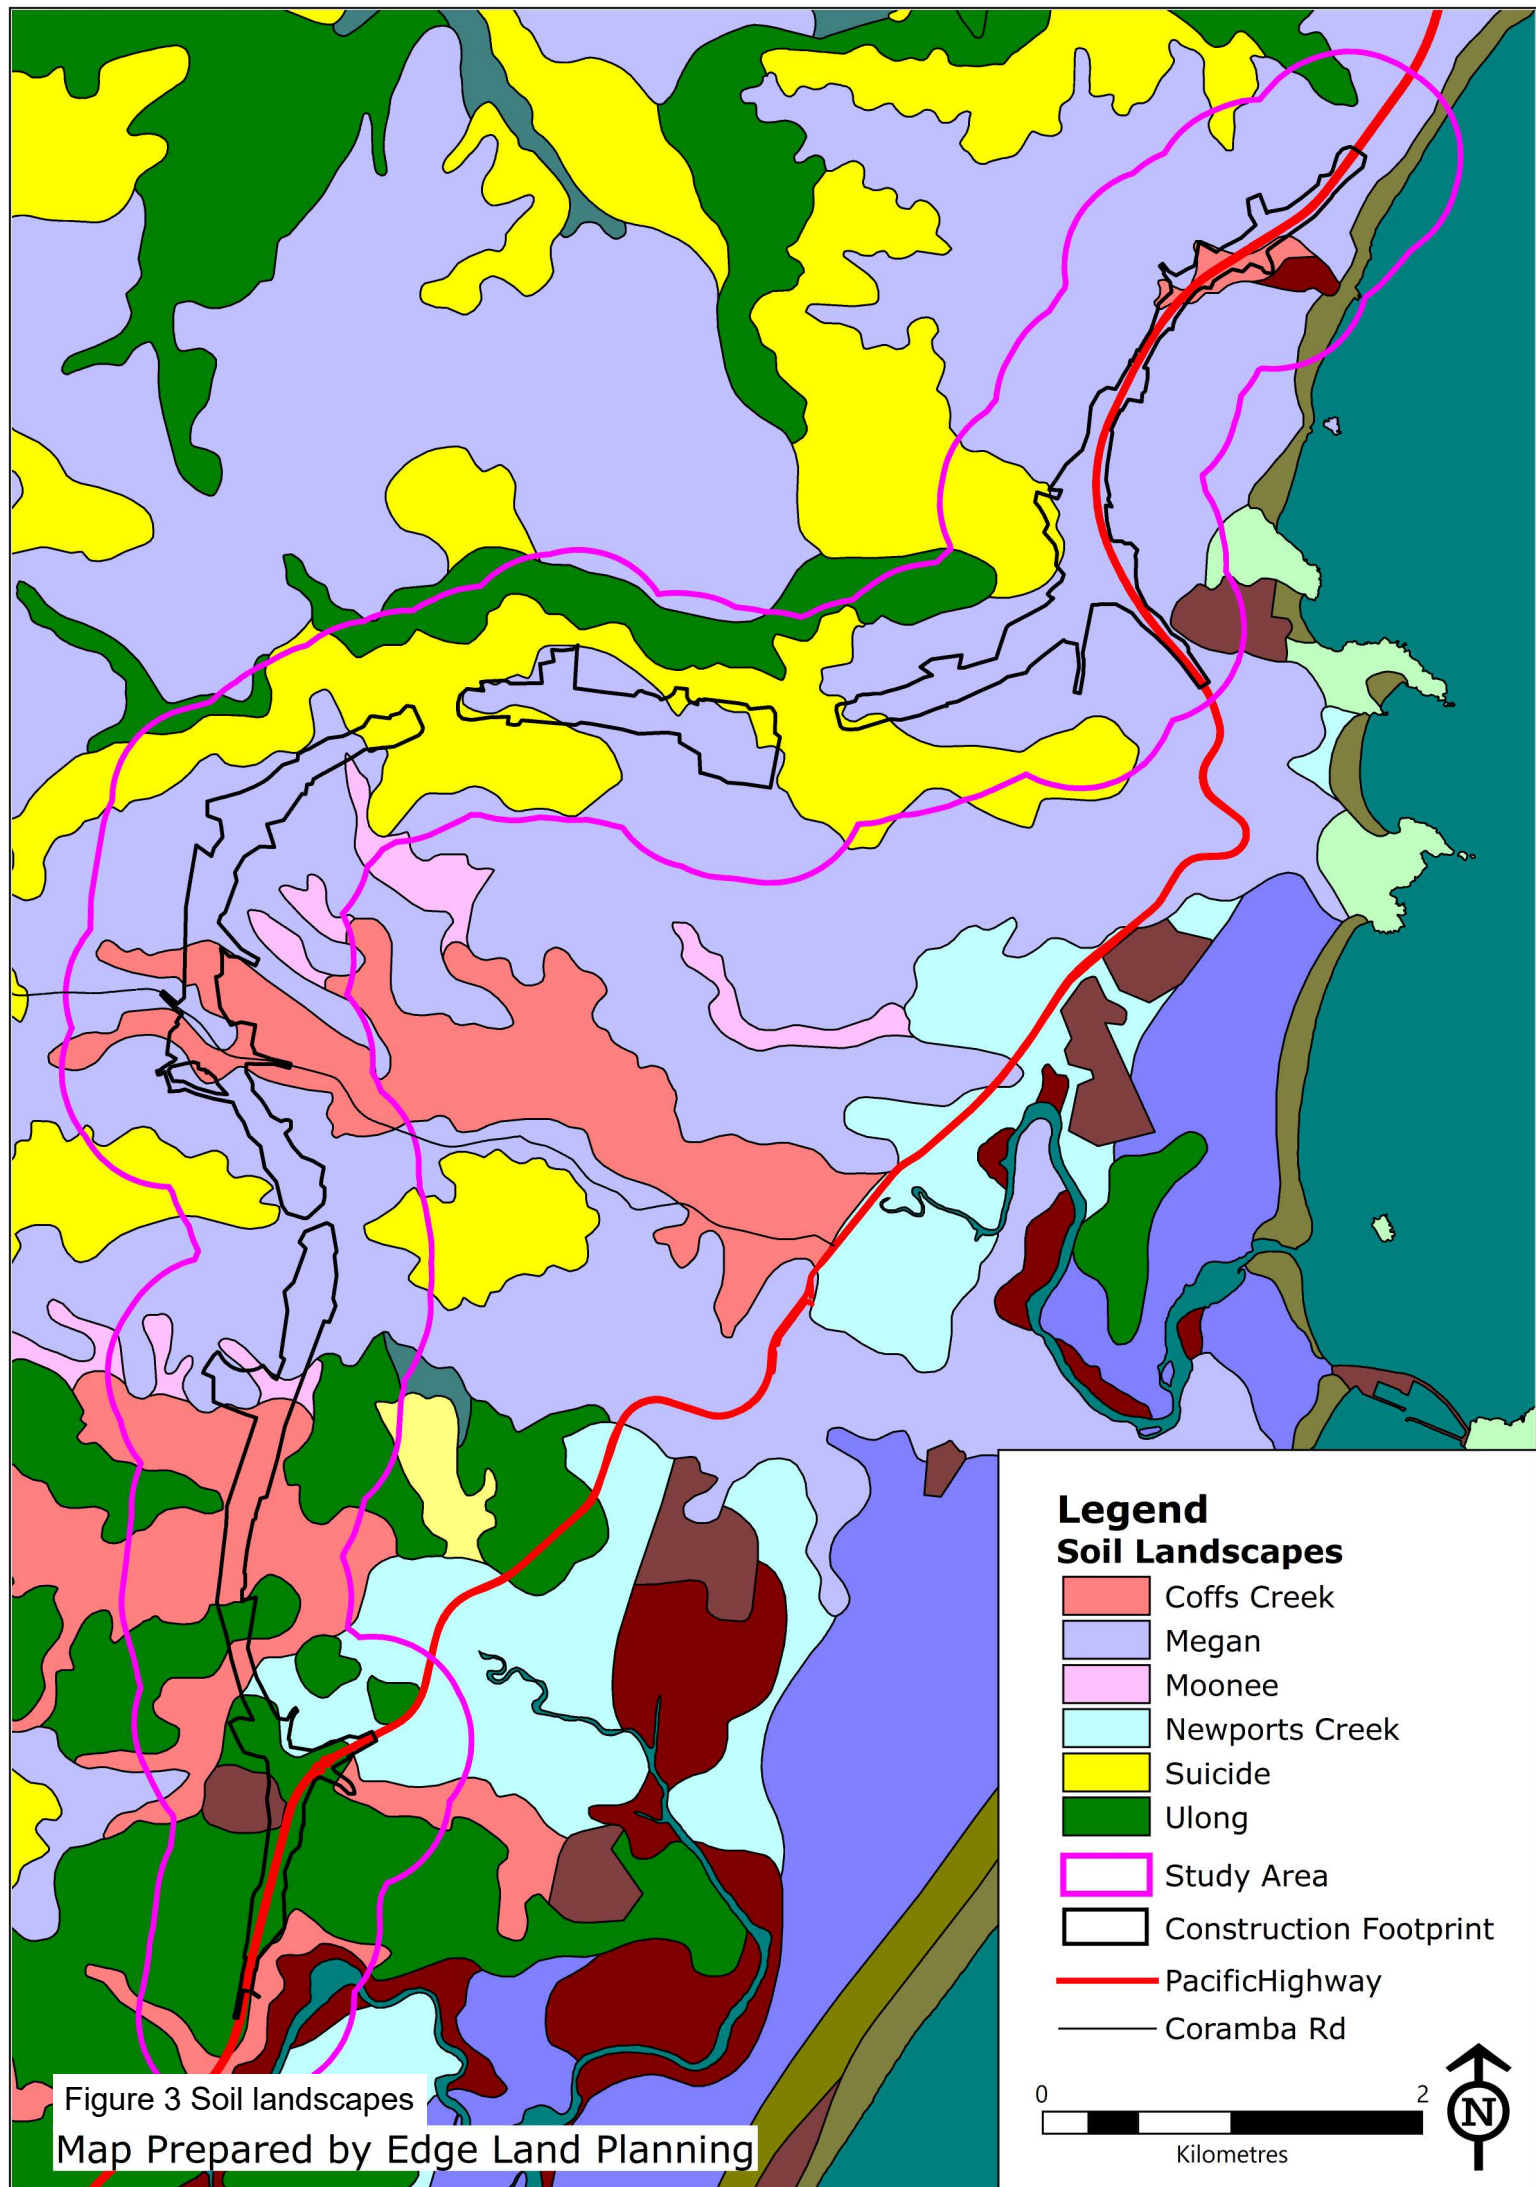 Legend
Soil Landscapes
Coffs Creek
Megan
Moonee
Newports Creek
Suicide
Ulong
Study Area
Construction Footprint
PacificHighway
Coramba Rd
0 2
Kilometres
N
Figure 3 Soil landscapes
Map Prepared by Edge Land Planning